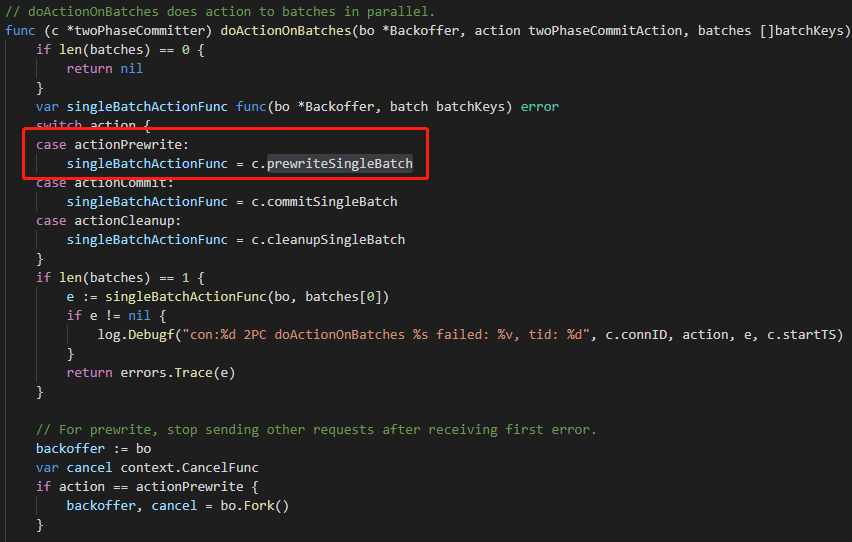 // doActionOnBatches does action to batches in parallel.
func (c *twoPhaseCommitter) doActionOnBatches(bo *Backoffer, action twoPhaseCommitAction, batches []batchKeys)
if len(batches) == 0 {
return nil
}
var singleBatchActionFunc func(bo *Backoffer, batch batchKeys) error
switch action {
case actionPrewrite:
singleBatchActionFunc = c.prewriteSingleBatch
case actionCommit:
singleBatchActionFunc = c.commitSingleBatch
case actionCleanup:
singleBatchActionFunc = c.cleanupSingleBatch
}
if len(batches) == 1 {
e := singleBatchActionFunc(bo, batches[0])
if e != nil {
log.Debugf("con:%d 2PC doActionOnBatches %s failed: %v, tid: %d", c.connID, action, e, c.startTS)
}
return errors.Trace(e)
}
// For prewrite, stop sending other requests after receiving first error.
backoffer := bo
var cancel context.CancelFunc
if action == actionPrewrite {
backoffer, cancel = bo.Fork()
}